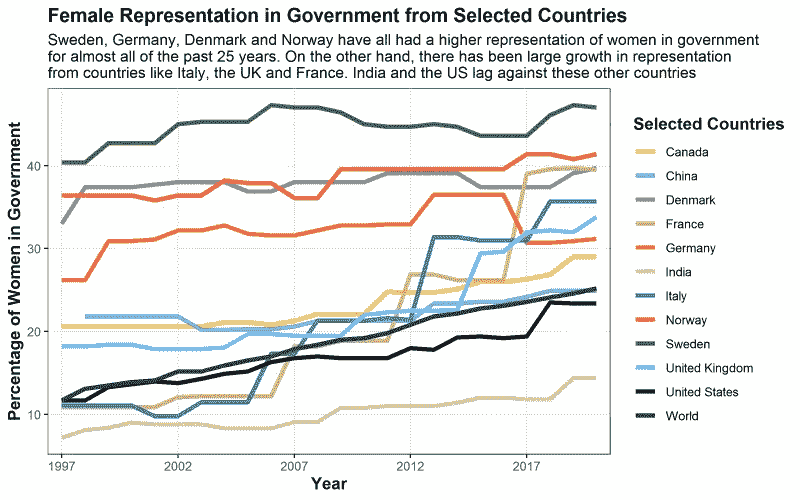 Female Representation in Government from Selected Countries
Sweden, Germany, Denmark and Norway have all had a higher representation of women in government
for almost all of the past 25 years. On the other hand, there has been large growth in representation
from countries like Italy, the UK and France. India and the US lag against these other countries
Percentage of Women in Government
40
30
20
10
1997
2002
2007
2012
2017
Year
Selected Countries
Canada
China
Denmark
France
Germany
India
Italy
Norway
Sweden
United Kingdom
United States
World